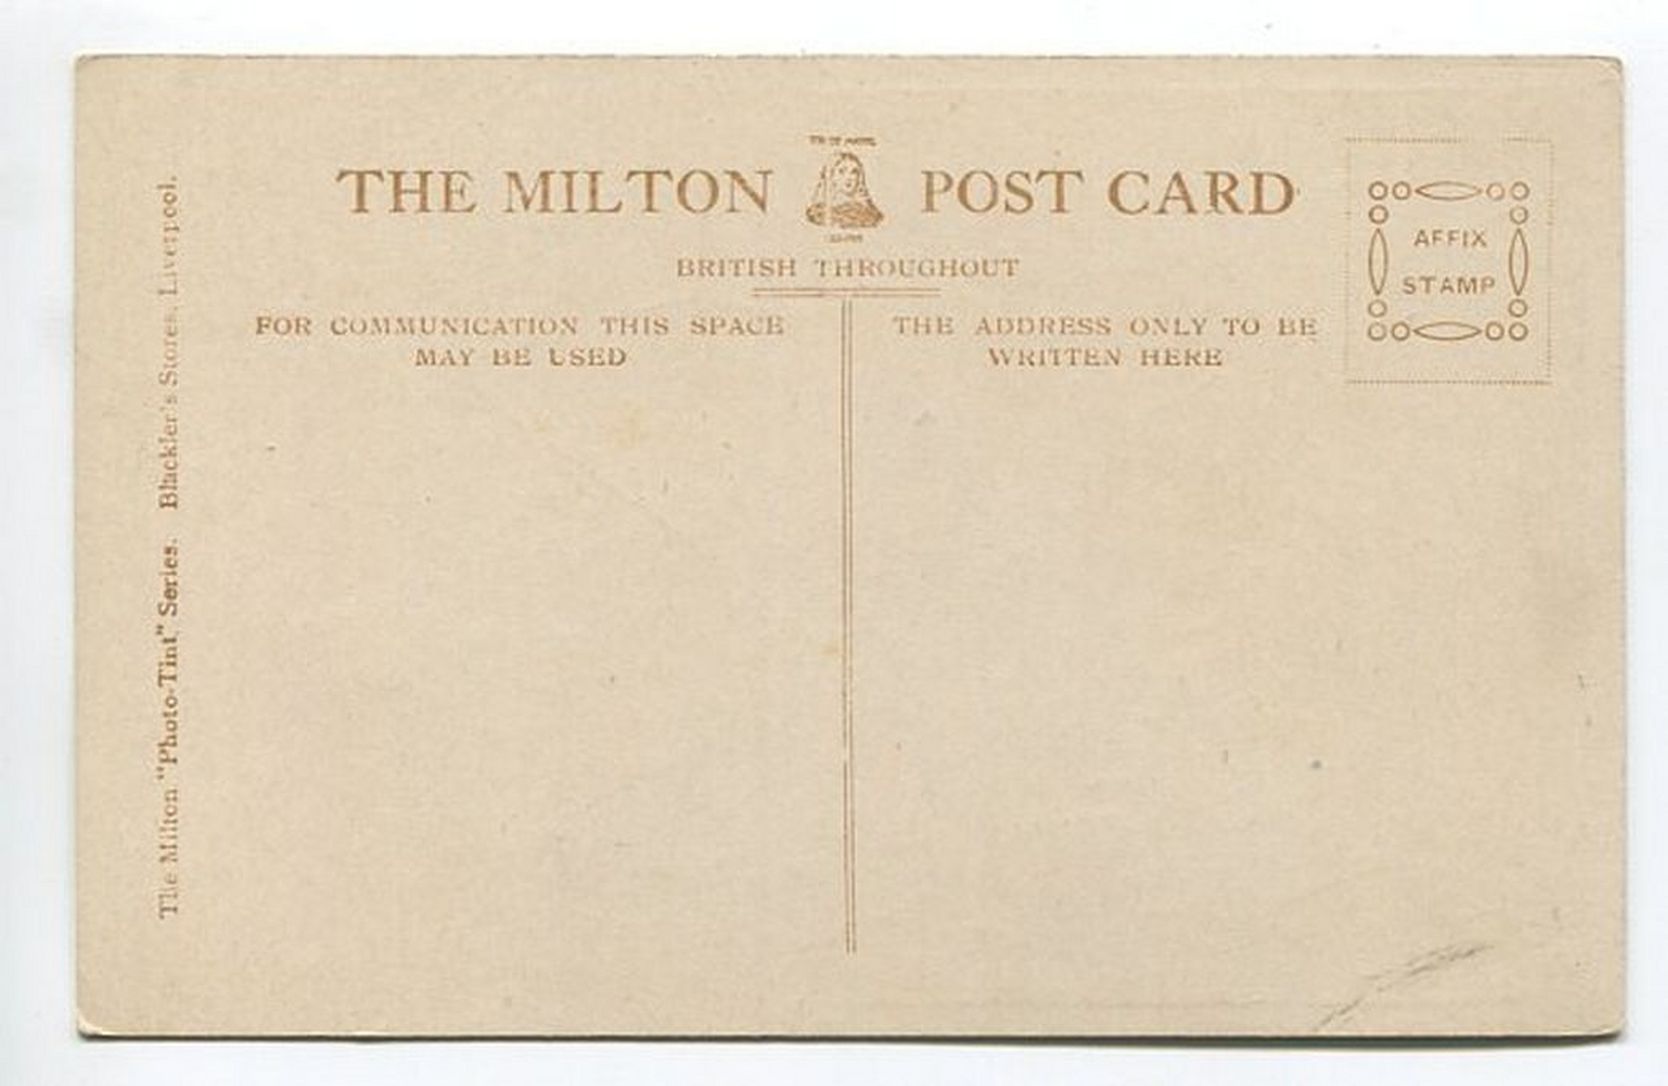 THE MILTON POST CARD
BRITISH THROUGHOUT
FOR COMMUNICATION THIS SPACE
MAY BE USED
THE ADDRESS ONLY TO BE
WRITTEN HERE
AFFIX
STAMP
The Milton "Photo-Tint" Series. Blackler's Stores, Liverpool.